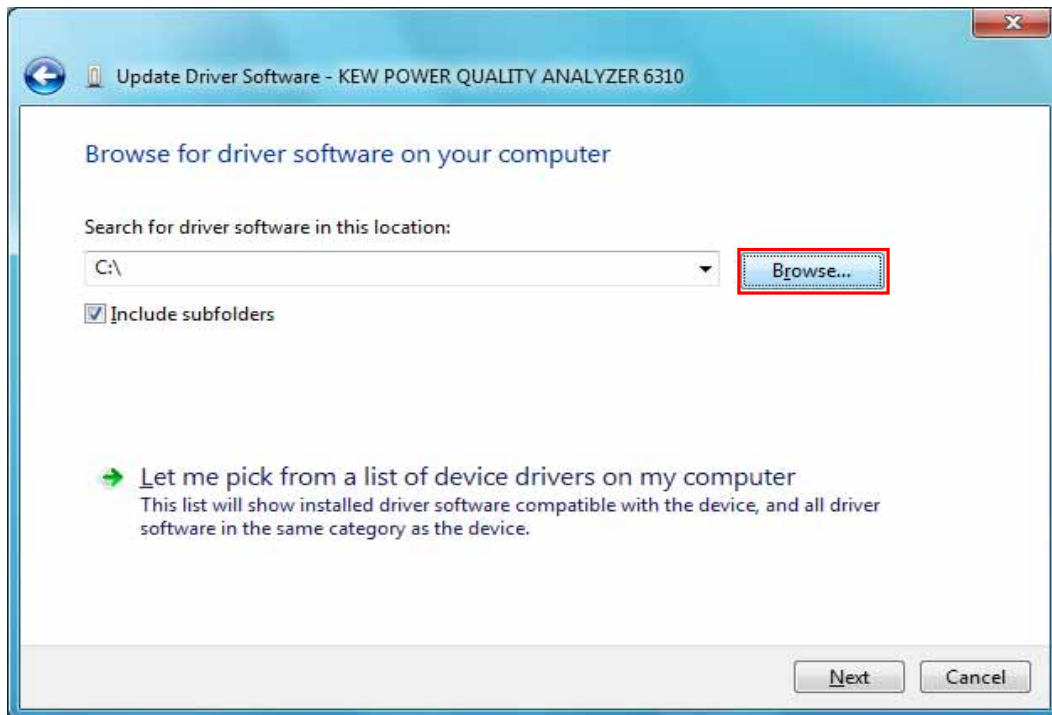 Update Driver Software - KEW POWER QUALITY ANALYZER 6310
Browse for driver software on your computer
Search for driver software in this location:
C:\
Browse...
Include subfolders
Let me pick from a list of device drivers on my computer
This list will show installed driver software compatible with the device, and all driver
software in the same category as the device.
Next
Cancel